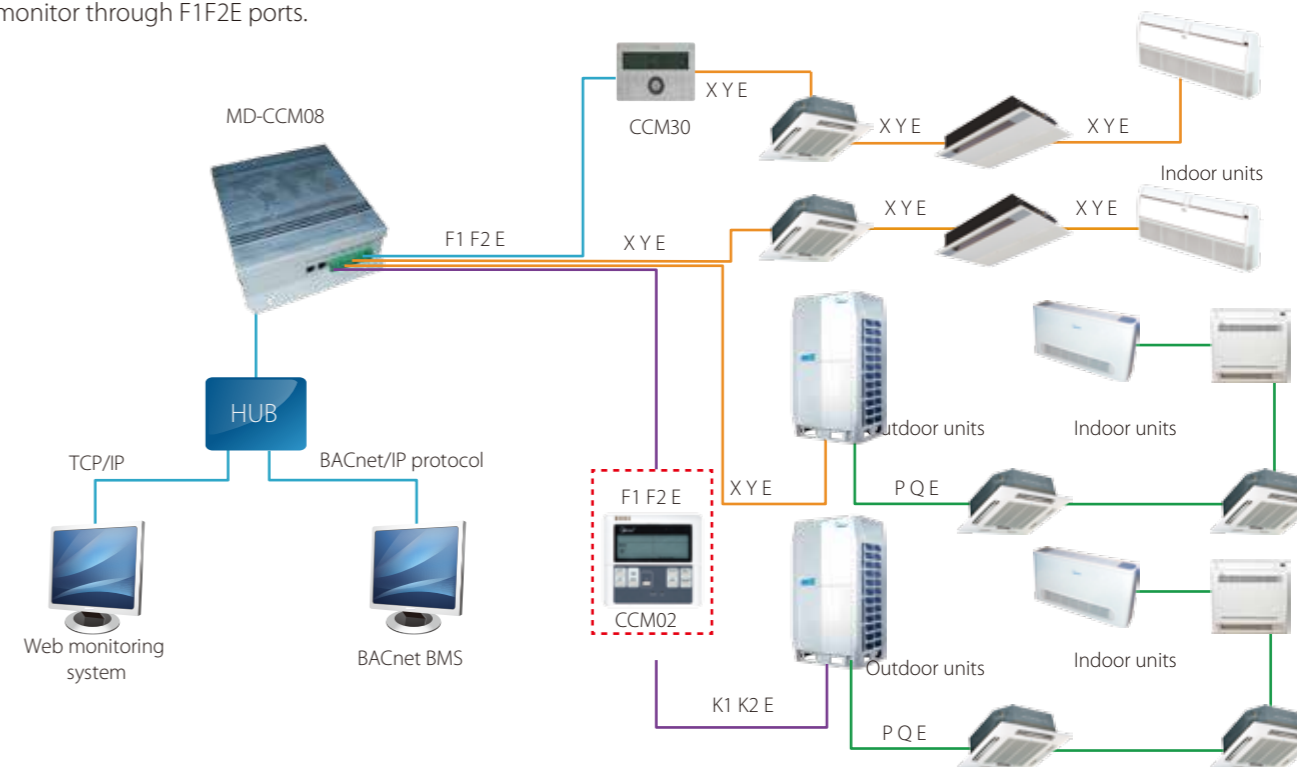 monitor through F1F2E ports.
MD-CCM08
CCM30
X Y E
X Y E
X Y E
Indoor units
F1 F2 E
X Y E
X Y E
X Y E
HUB
TCP/IP
BACnet/IP protocol
Web monitoring
system
BACnet BMS
F1 F2 E
CCM02
X Y E
K1 K2 E
utdoor units
Indoor units
P Q E
Outdoor units
Indoor units
P Q E